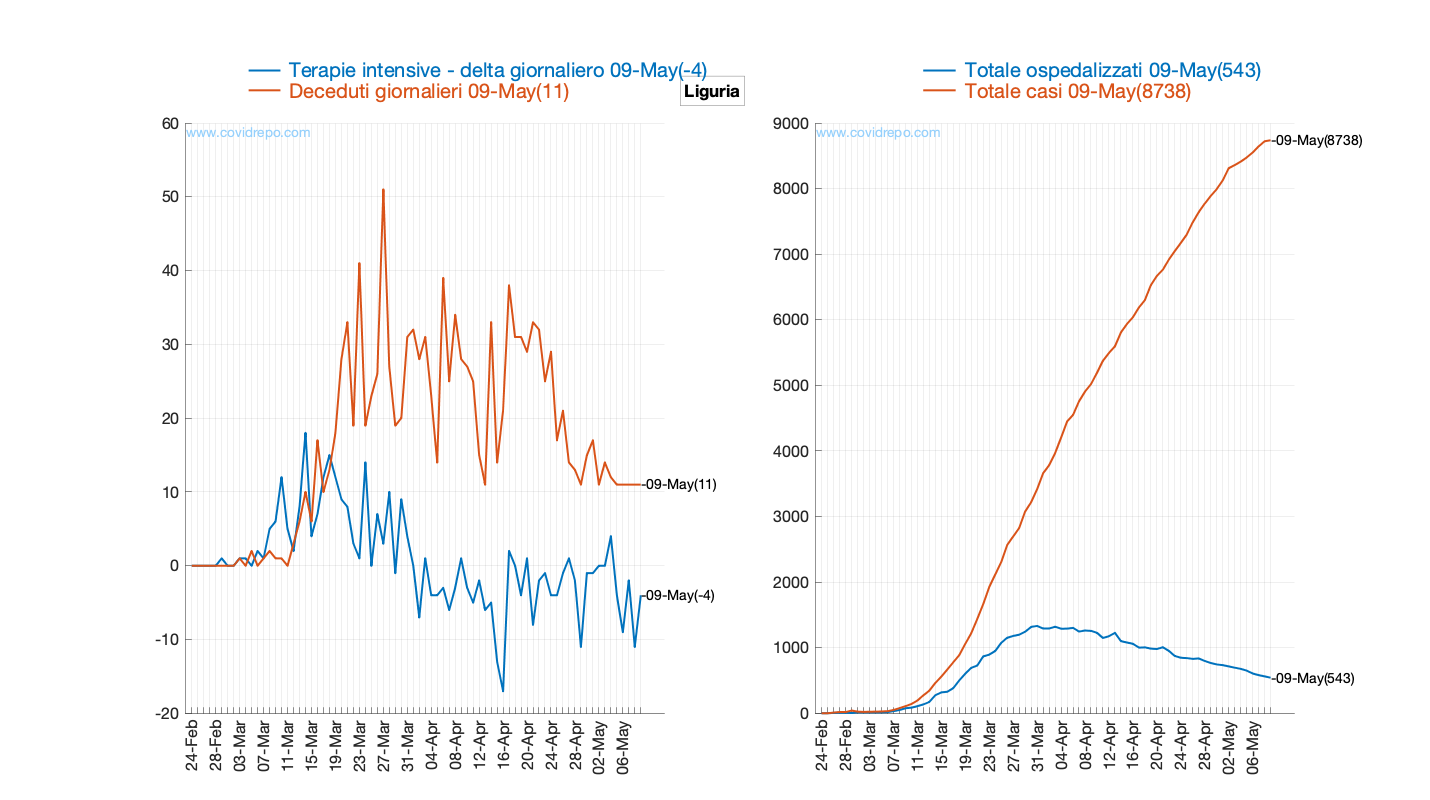 Terapie intensive - delta giornaliero 09-May(-4)
Deceduti giornalieri 09-May(11)
Liguria
Totale ospedalizzati 09-May(543)
Totale casi 09-May(8738)
www.covidrepo.com
60
50
40
30
20
10
0
-10
-20
-09-May(11)
-09-May(-4)
24-Feb
28-Feb
03-Mar
07-Mar
11-Mar
15-Mar
19-Mar
23-Mar
27-Mar
31-Mar
04-Apr
08-Apr
12-Apr
16-Apr
20-Apr
24-Apr
28-Apr
02-May
06-May
www.covidrepo.com
9000
8000
7000
6000
5000
4000
3000
2000
1000
0
-09-May(8738)
-09-May(543)
24-Feb
28-Feb
03-Mar
07-Mar
11-Mar
15-Mar
19-Mar
23-Mar
27-Mar
31-Mar
04-Apr
08-Apr
12-Apr
16-Apr
20-Apr
24-Apr
28-Apr
02-May
06-May